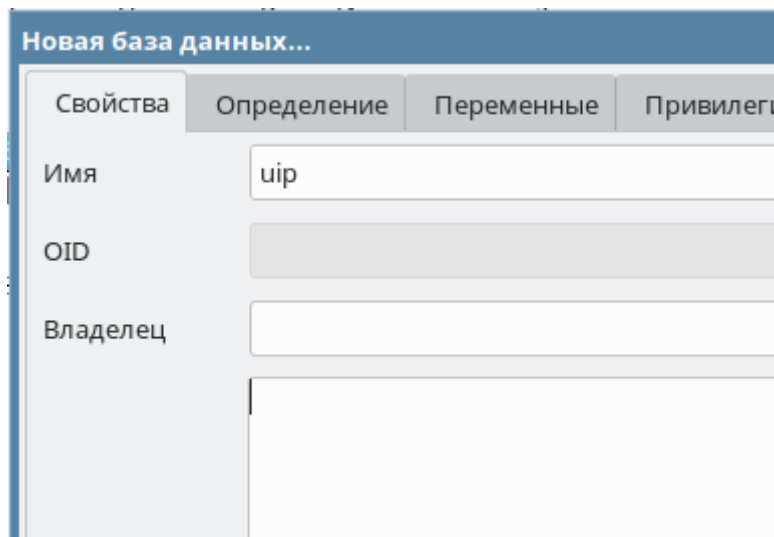 Новая база данных...
Свойства Определение Переменные
Имя uip
OID
Владелец